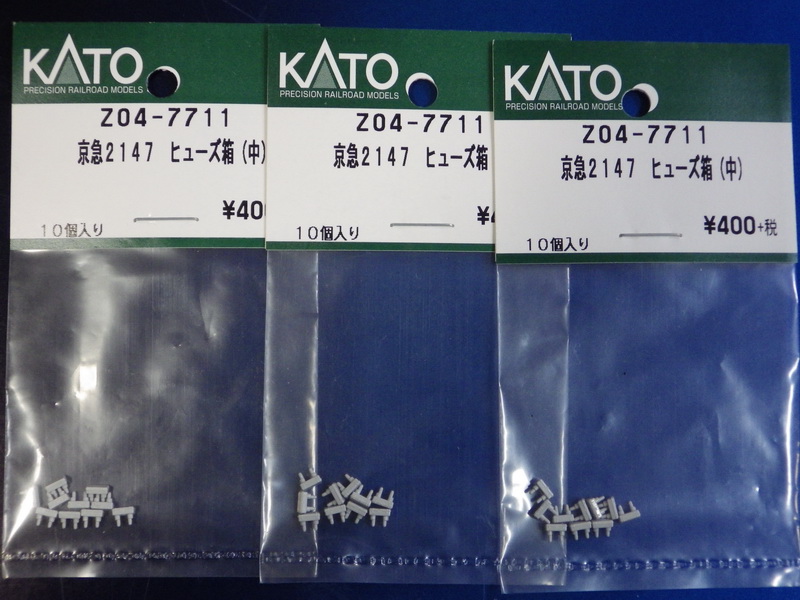 KATO
PRECISION RAILROAD MODELS
Z04-7711
京急2147 ヒューズ箱(中)
¥40
10個入り
KATO
PRECISION RAILROAD MODELS
Z04-7711
京急2147 ヒューズ箱
¥4
10個入り
KATO
PRECISION RAILROAD MODELS
Z04-7711
京急2147 ヒューズ箱(中)
¥400+税
10個入り